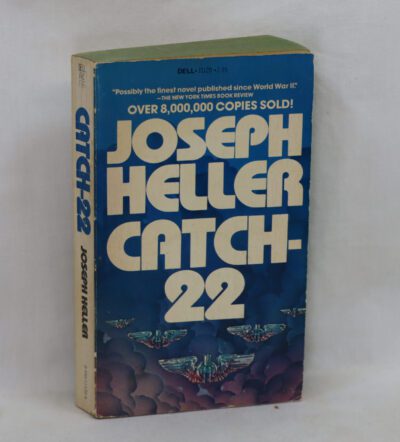 DELL
"Possibly the finest novel published since World War II."
—THE NEW YORK TIMES BOOK REVIEW
OVER 8,000,000 COPIES SOLD!
JOSEPH
HELLER
CATCH-
22
CATCH-22
JOSEPH HELLER